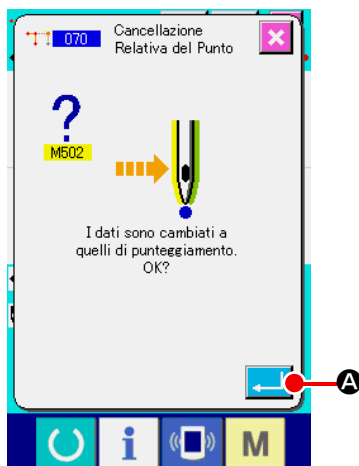 070
Cancellazione
Relativa del Punto
?
M502
I dati sono cambiati a
quelli di punteggiamento.
OK?
A
i
M